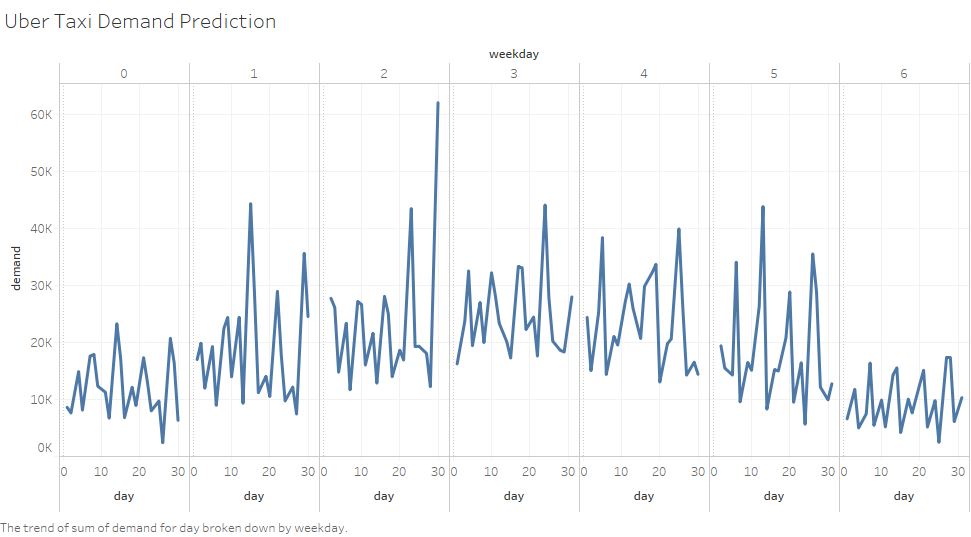 Uber Taxi Demand Prediction
weekday
0 1 2 3 4 5 6
60K
50K
40K
30K
20K
10K
0K
demand
0 10 20 30 0 10 20 30 0 10 20 30 0 10 20 30 0 10 20 30 0 10 20 30 0 10 20 30
day day day day day day day
The trend of sum of demand for day broken down by weekday.